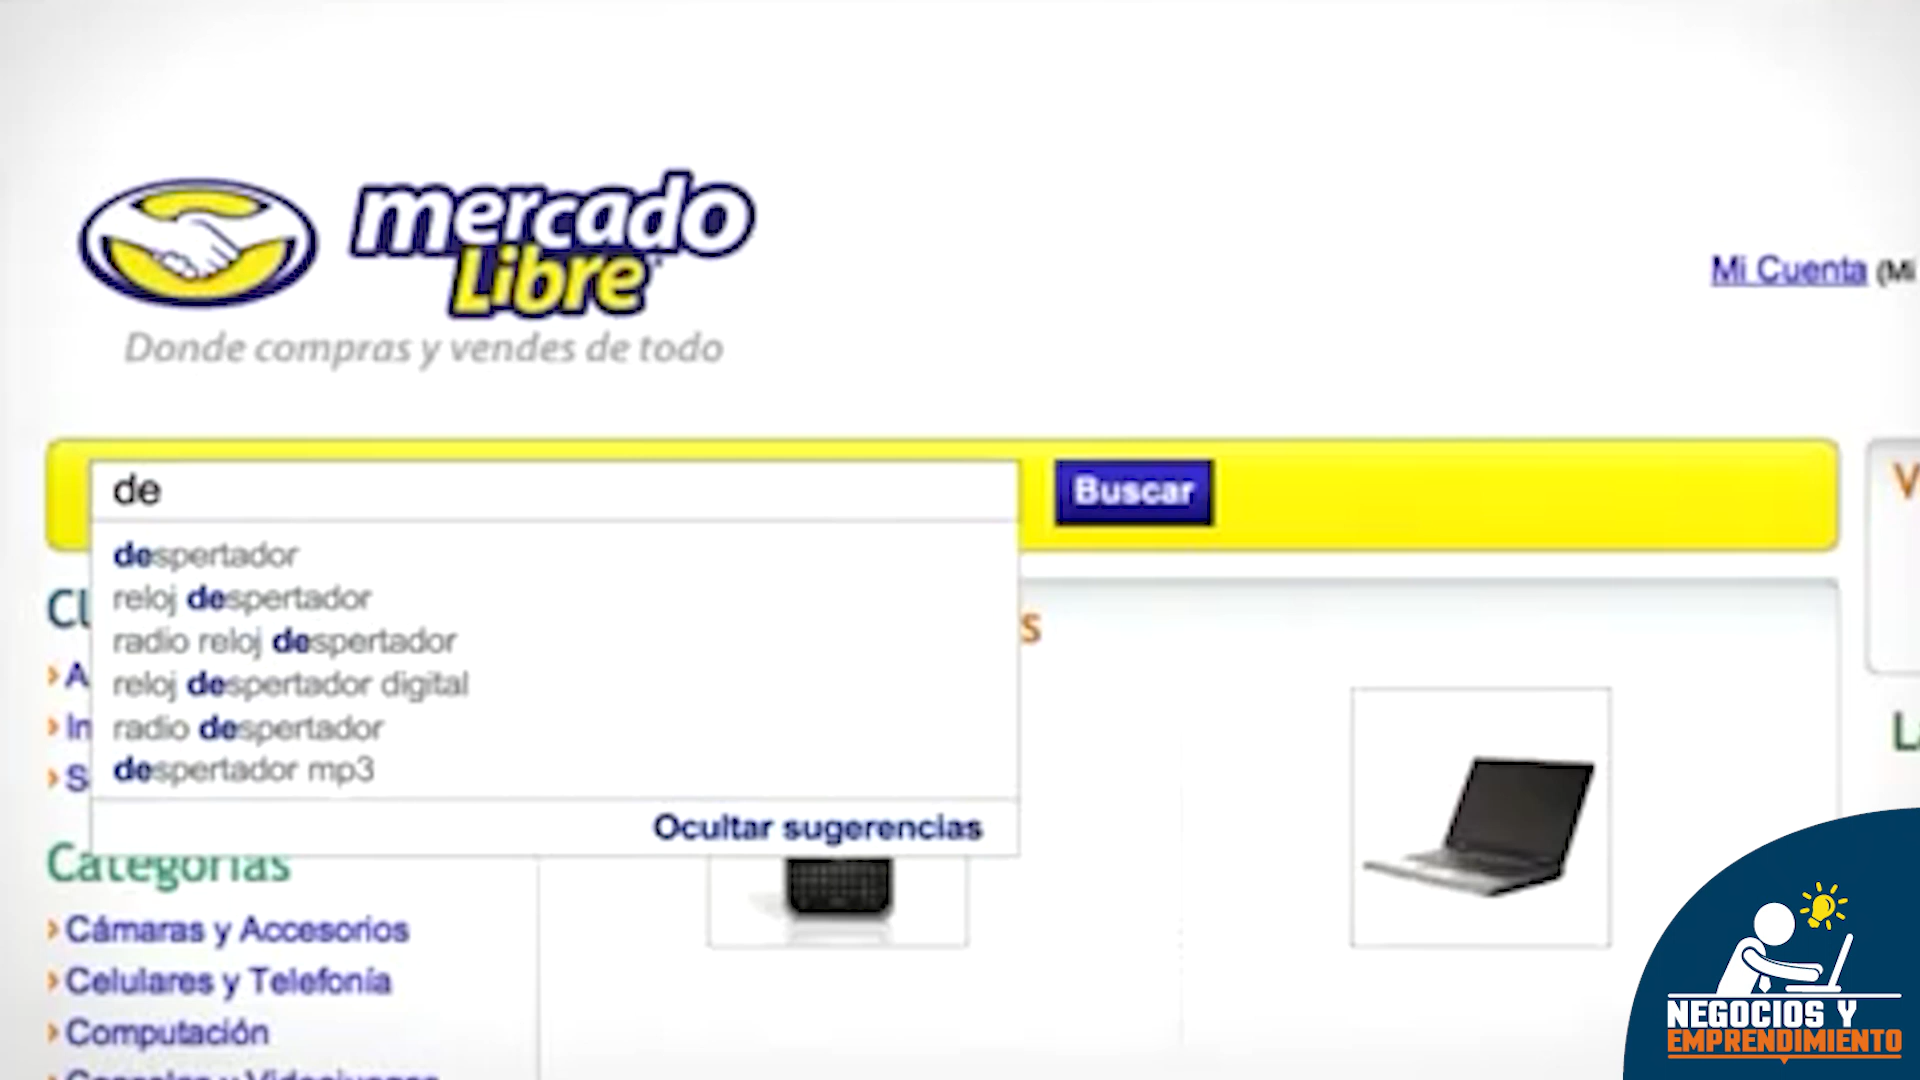 mercado
Libre
Donde compras y vendes de todo
Mi Cuenta (Mi
de
Buscar
despertador
reloj despertador
radio reloj despertador
reloj despertador digital
radio despertador
despertador mp3
Ocultar sugerencias
Categorías
Cámaras y Accesorios
Celulares y Telefonía
Computación
NEGOCIOS Y
EMPRENDIMIENTO